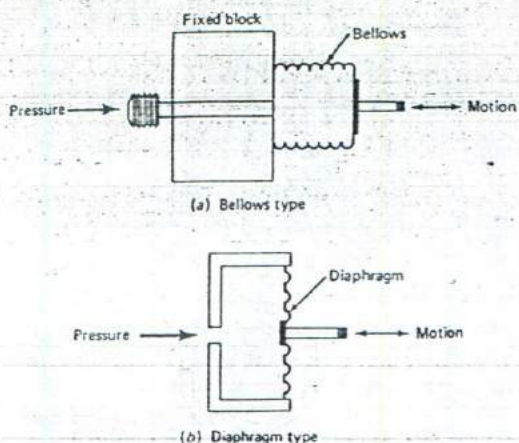 Fixed block
Bellows
Pressure
Motion
(a) Bellows type
Diaphragm
Pressure
Motion
(b) Diaphragm type